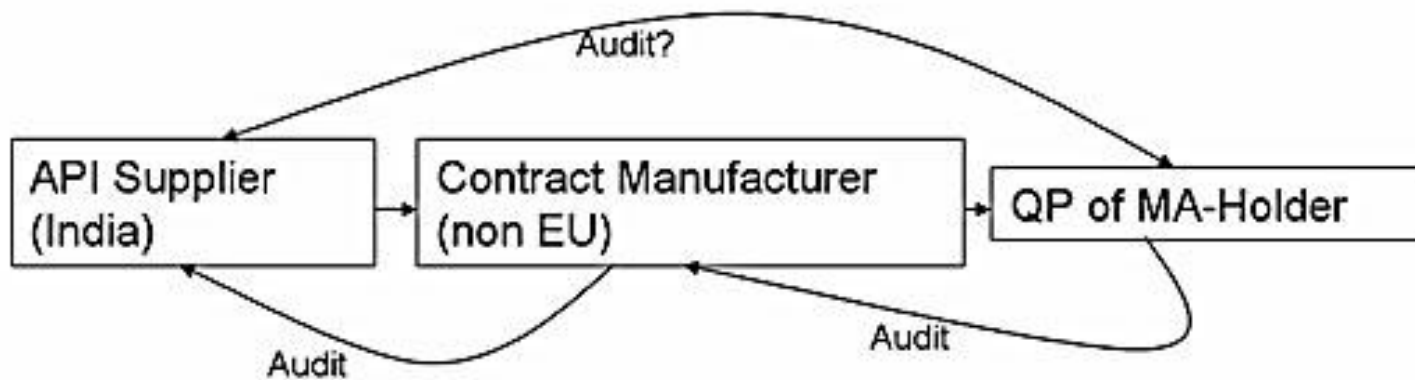 Audit?
API Supplier
(India)
Contract Manufacturer
(non EU)
QP of MA-Holder
Audit
Audit